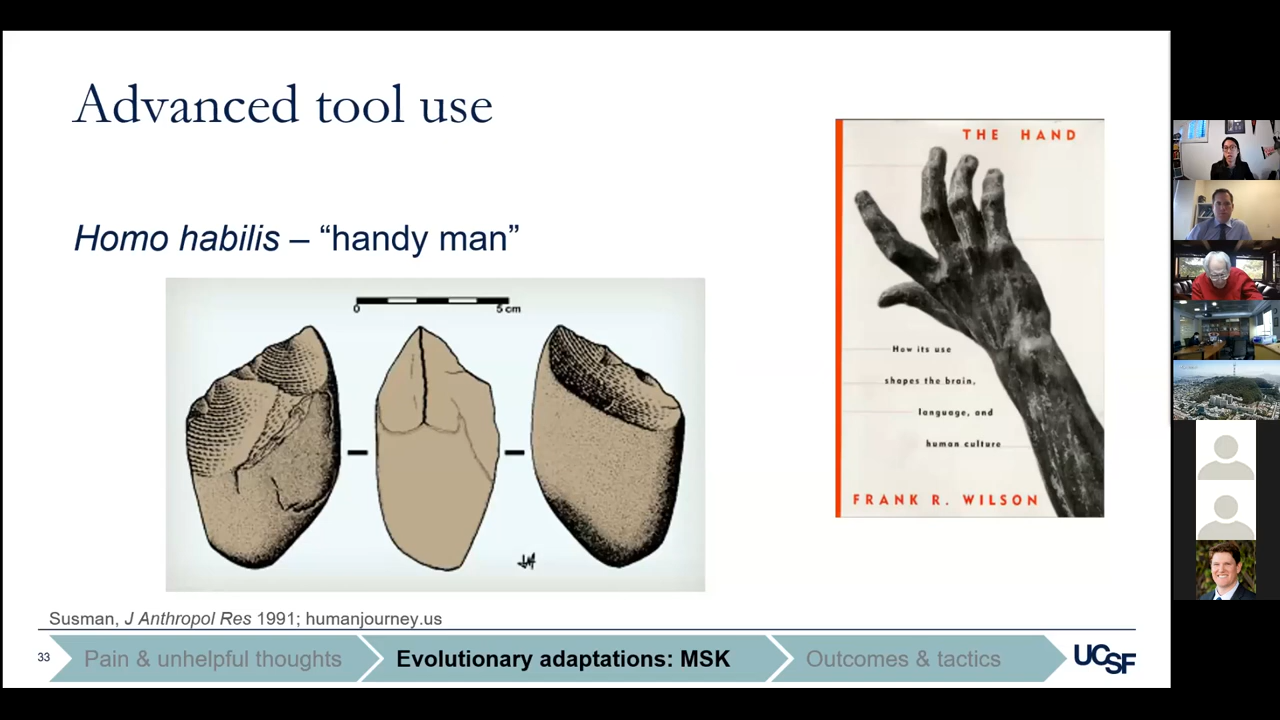 Advanced tool use
Homo habilis – “handy man”
0
5 cm
THE HAND
How its use
shapes the brain,
language, and
human culture
FRANK R. WILSON
Susman, J Anthropol Res 1991; humanjourney.us
33
Pain & unhelpful thoughts
Evolutionary adaptations: MSK
Outcomes & tactics
UCSF